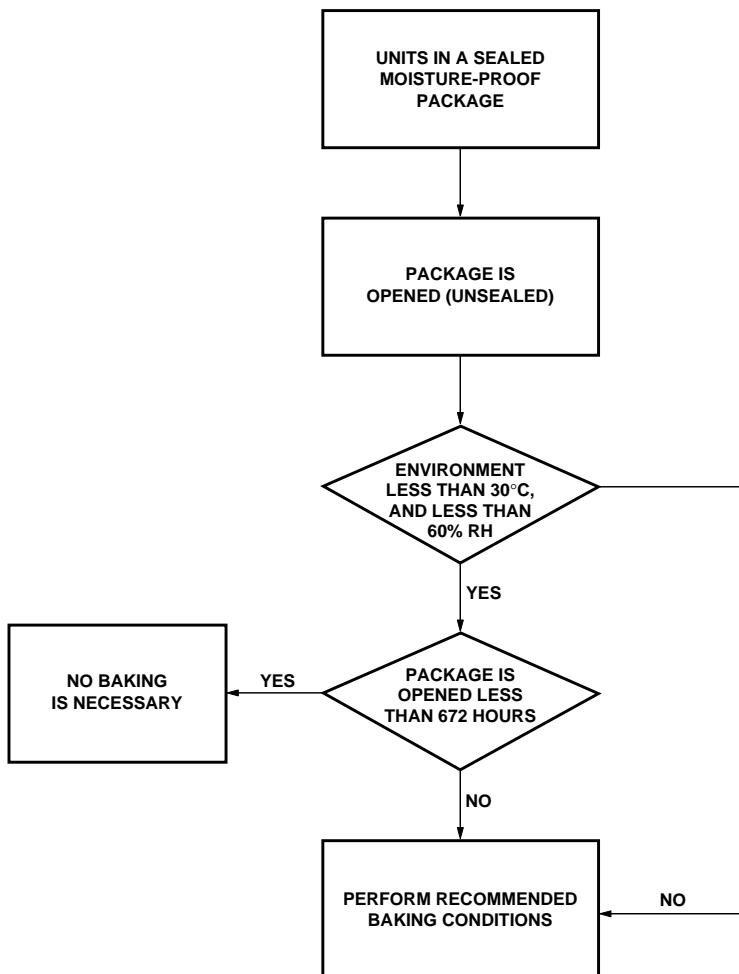 UNITS IN A SEALED
MOISTURE-PROOF
PACKAGE
PACKAGE IS
OPENED (UNSEALED)
ENVIRONMENT
LESS THAN 30°C,
AND LESS THAN
60% RH
YES
NO BAKING
IS NECESSARY
YES
PACKAGE IS
OPENED LESS
THAN 672 HOURS
NO
PERFORM RECOMMENDED
BAKING CONDITIONS
NO